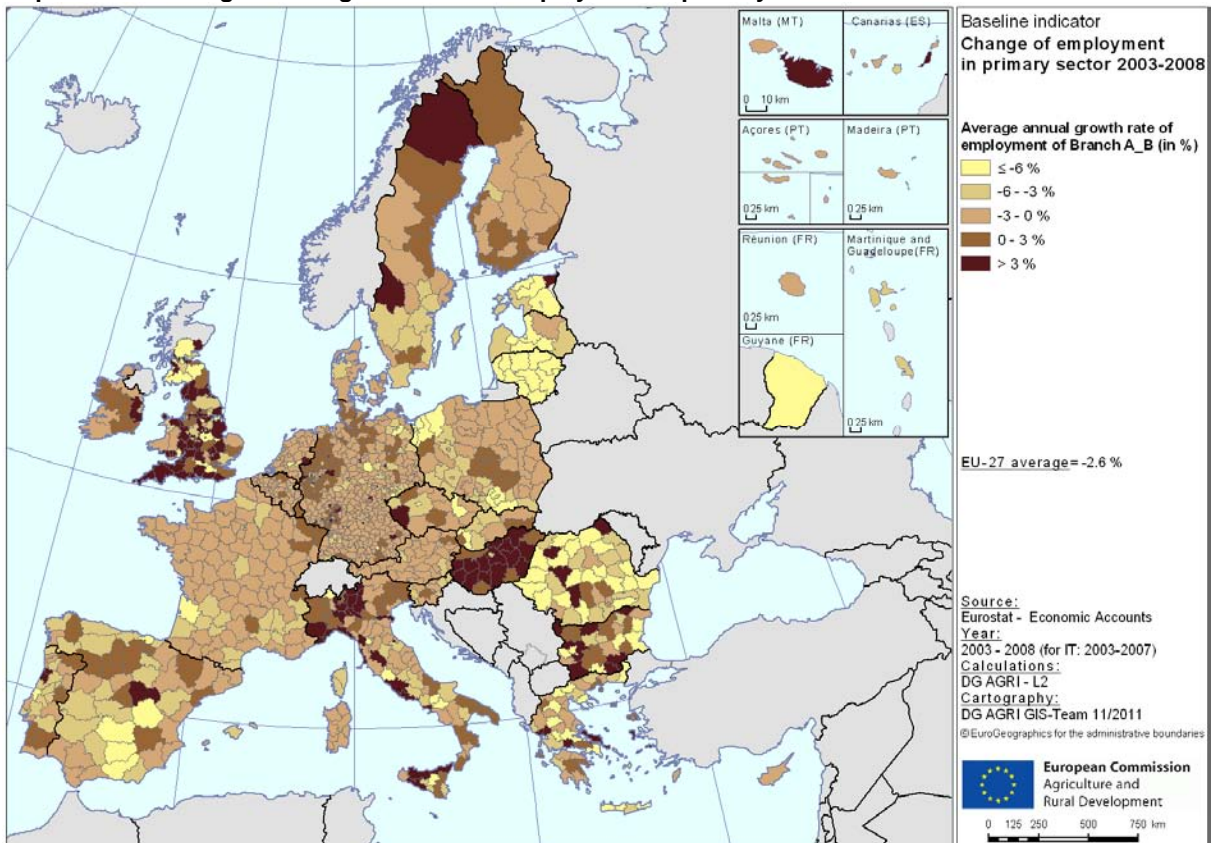 Baseline indicator
Change of employment
in primary sector 2003-2008
Average annual growth rate of
employment of Branch A_B (in %)
≤ -6 %
-6 - -3 %
-3 - 0 %
0 - 3 %
> 3 %
EU-27 average= -2.6 %
Source:
Eurostat - Economic Accounts
Year:
2003 - 2008 (for IT: 2003-2007)
Calculations:
DG AGRI - L2
Cartography:
DG AGRI GIS-Team 11/2011
©EuroGeographics for the administrative boundaries
European Commission
Agriculture and
Rural Development
0 125 250 500 750 km
Malta (MT)
0 10 km
Canarias (ES)
Açores (PT)
0 25 km
Madeira (PT)
0 25 km
Réunion (FR)
0 25 km
Martinique and
Guadeloupe(FR)
0 25 km
Guyane (FR)